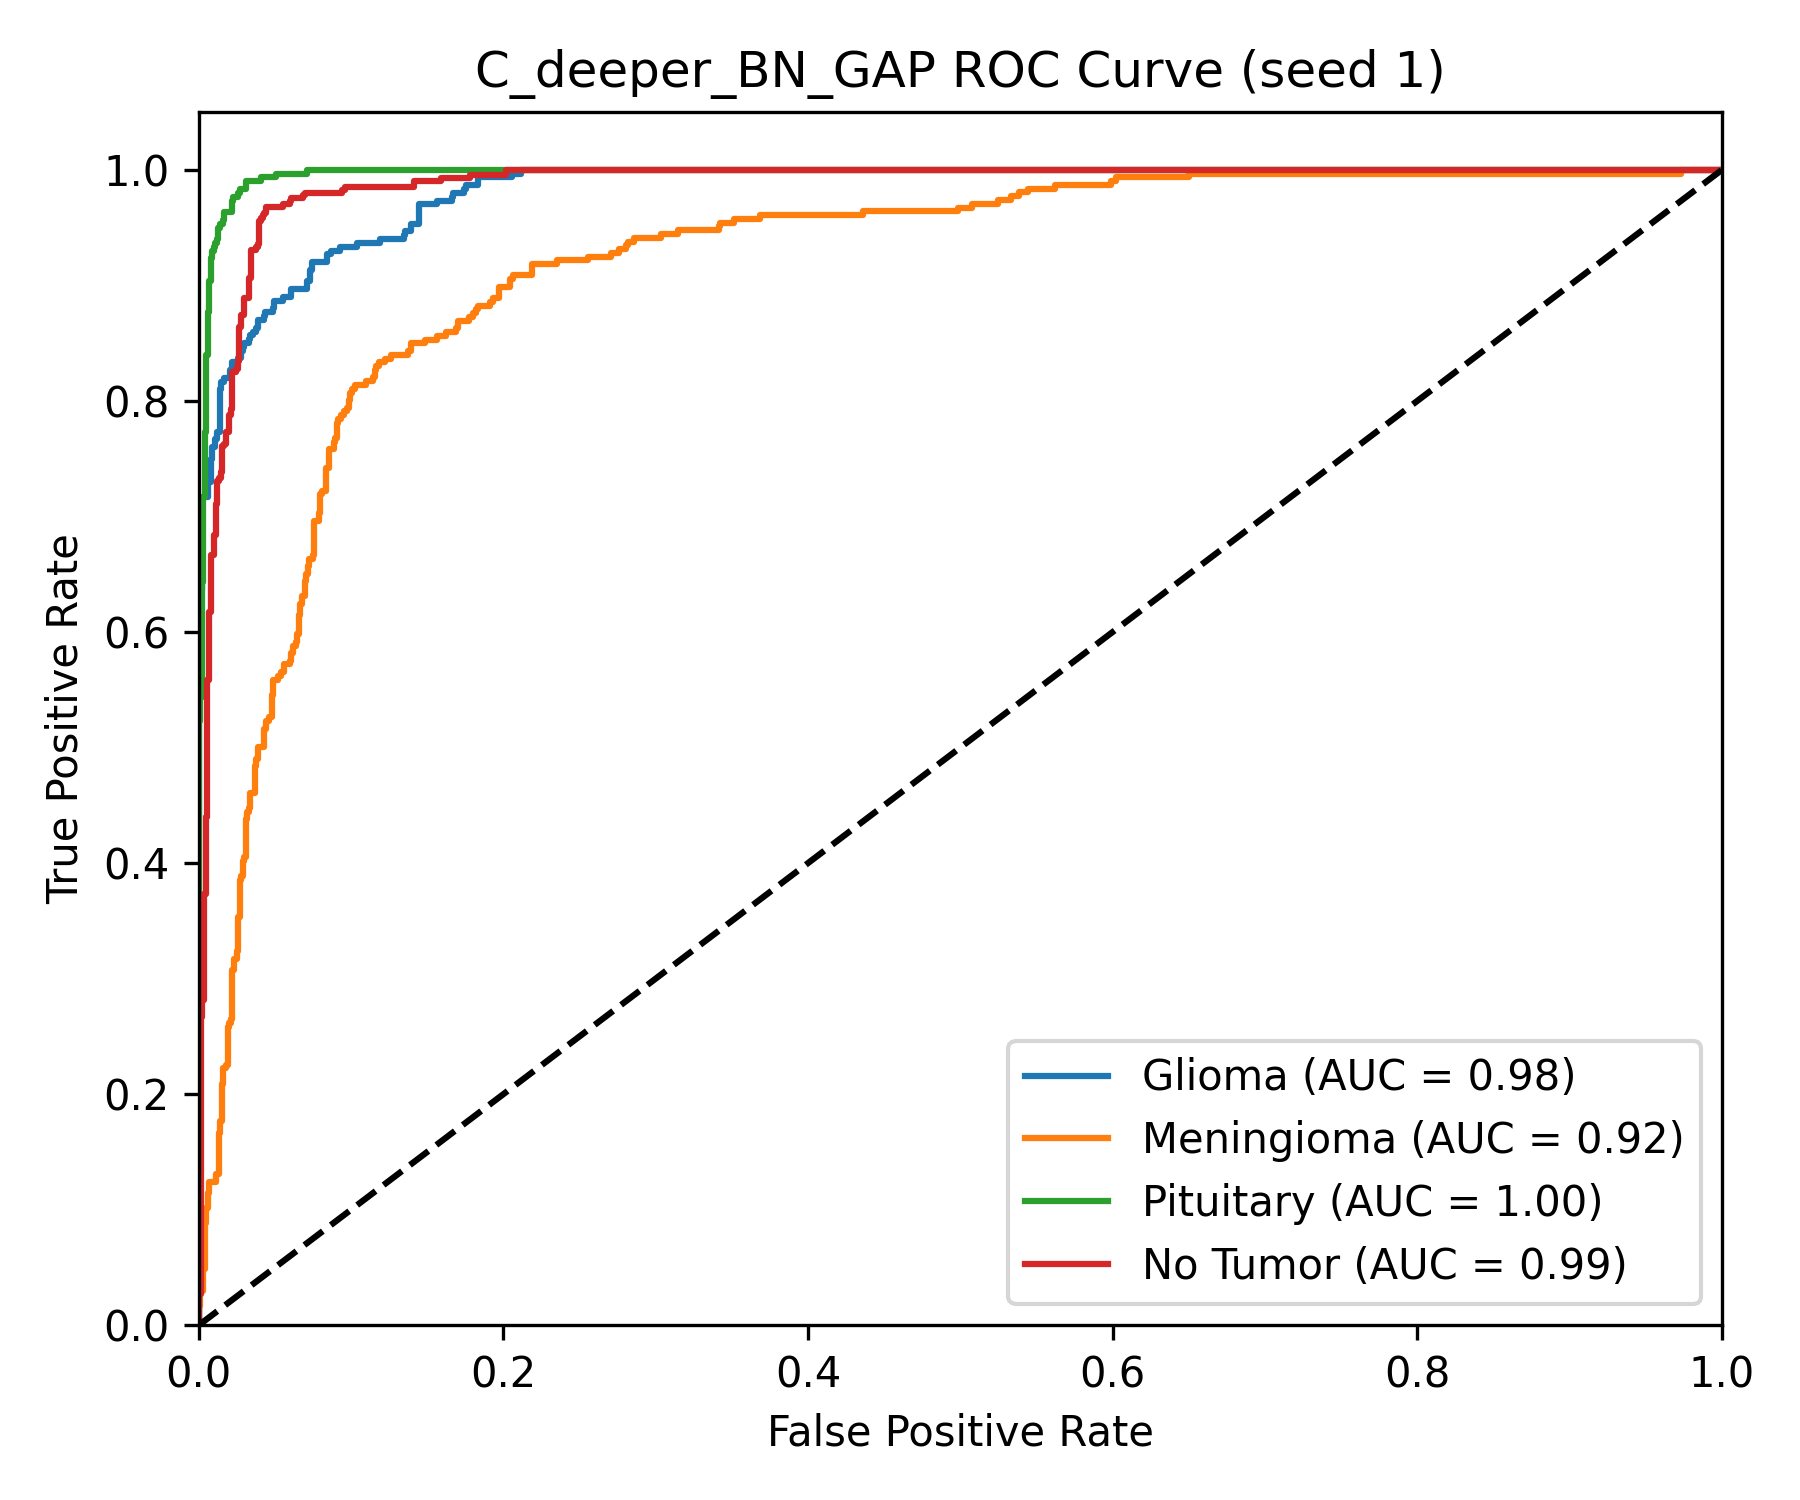 C_deeper_BN_GAP ROC Curve (seed 1)
True Positive Rate
1.0
0.8
0.6
0.4
0.2
0.0
0.0 0.2 0.4 0.6 0.8 1.0
False Positive Rate
Glioma (AUC = 0.98)
Meningioma (AUC = 0.92)
Pituitary (AUC = 1.00)
No Tumor (AUC = 0.99)